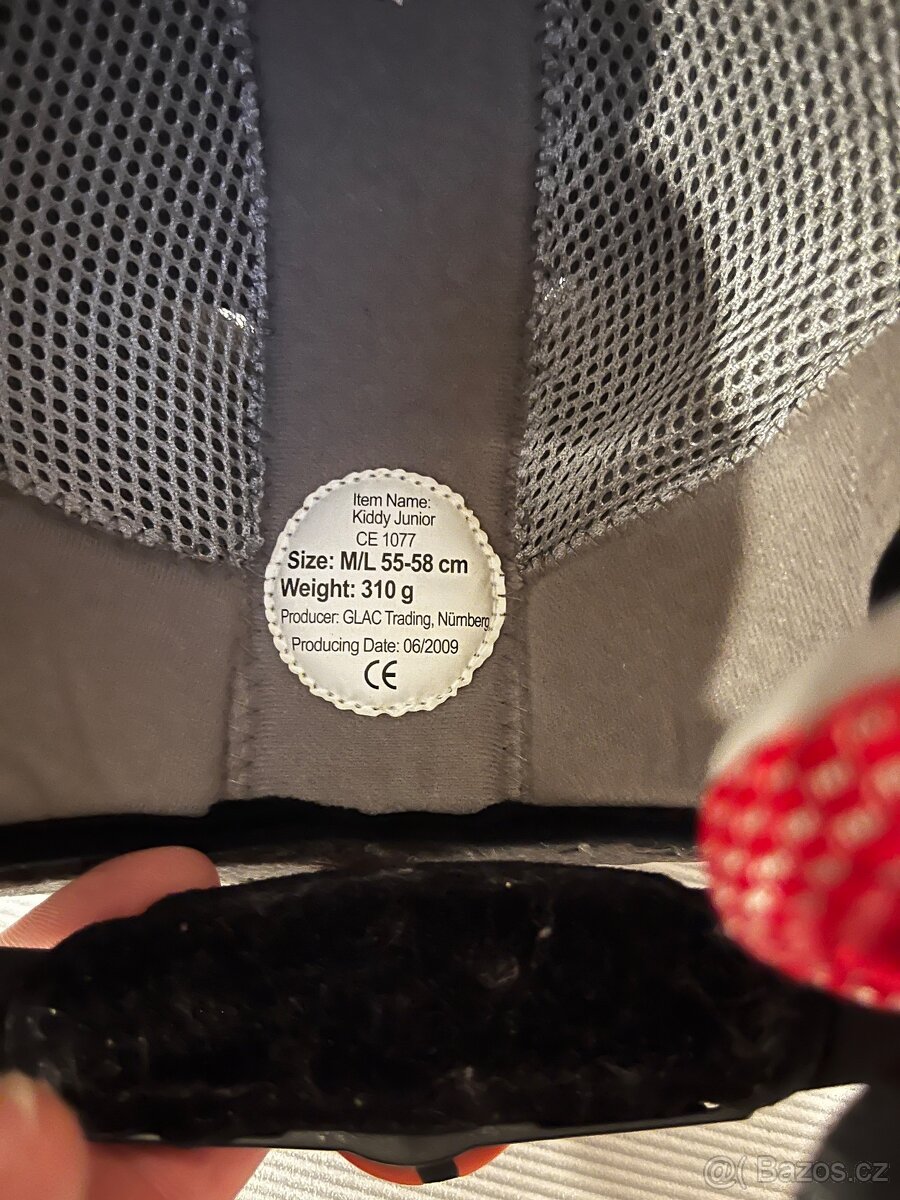 Item Name:
Kiddy Junior
CE 1077
Size: M/L 55-58 cm
Weight: 310 g
Producer: GLAC Trading, Nürnberg
Producing Date: 06/2009
CE
@( Bazos.cz